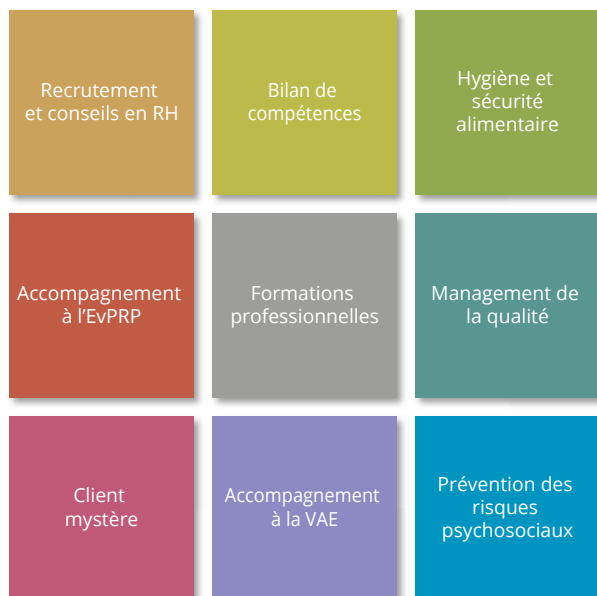 Recrutement
et conseils en RH
Bilan de
compétences
Hygiène et
sécurité
alimentaire
Accompagnement
à l'EvPRP
Formations
professionnelles
Management de
la qualité
Client
mystère
Accompagnement
à la VAE
Prévention des
risques
psychosociaux